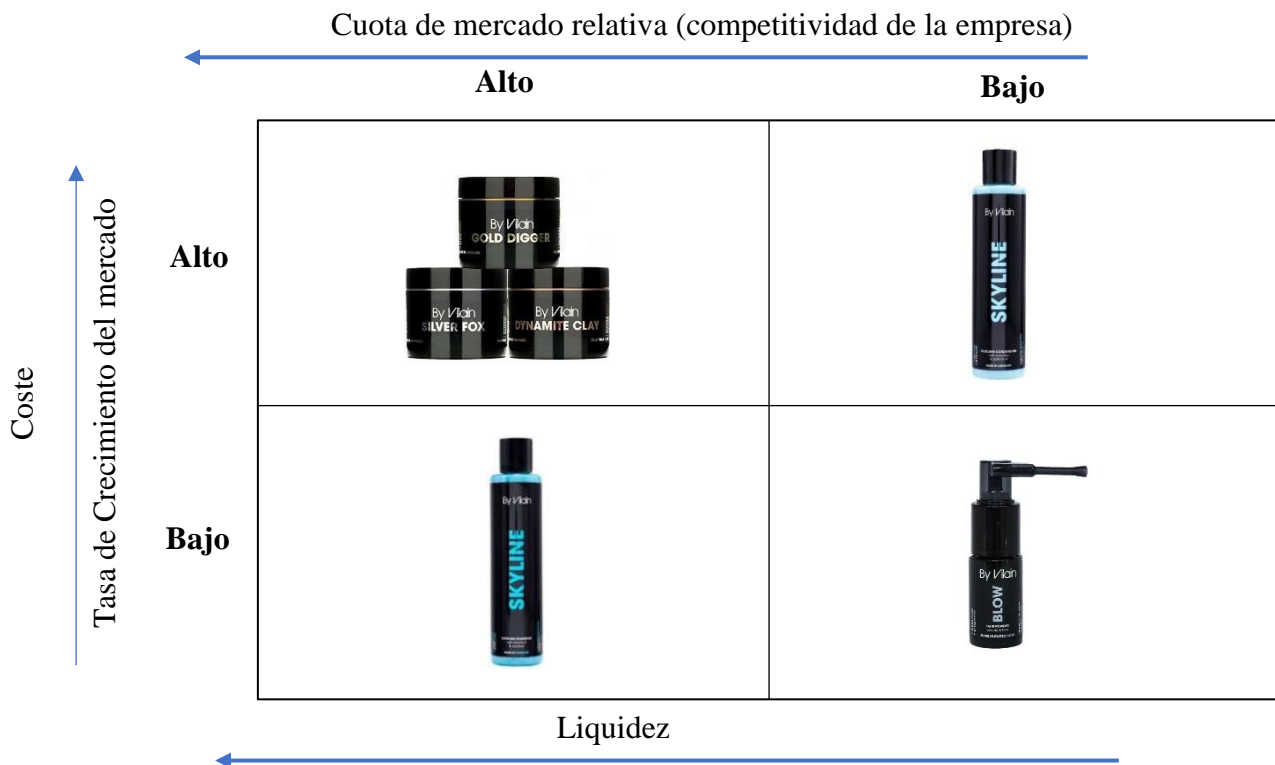 Cuota de mercado relativa (competitividad de la empresa)
Alto
Bajo
Coste
Tasa de Crecimiento del mercado
Alto
By Vilain
GOLD DIGGER
By Vilain
SILVER FOX
By Vilain
DYNAMITE CLAY
By Vilain
SKYLINE
Bajo
By Vilain
SKYLINE
By Vilain
BLOW
Liquidez